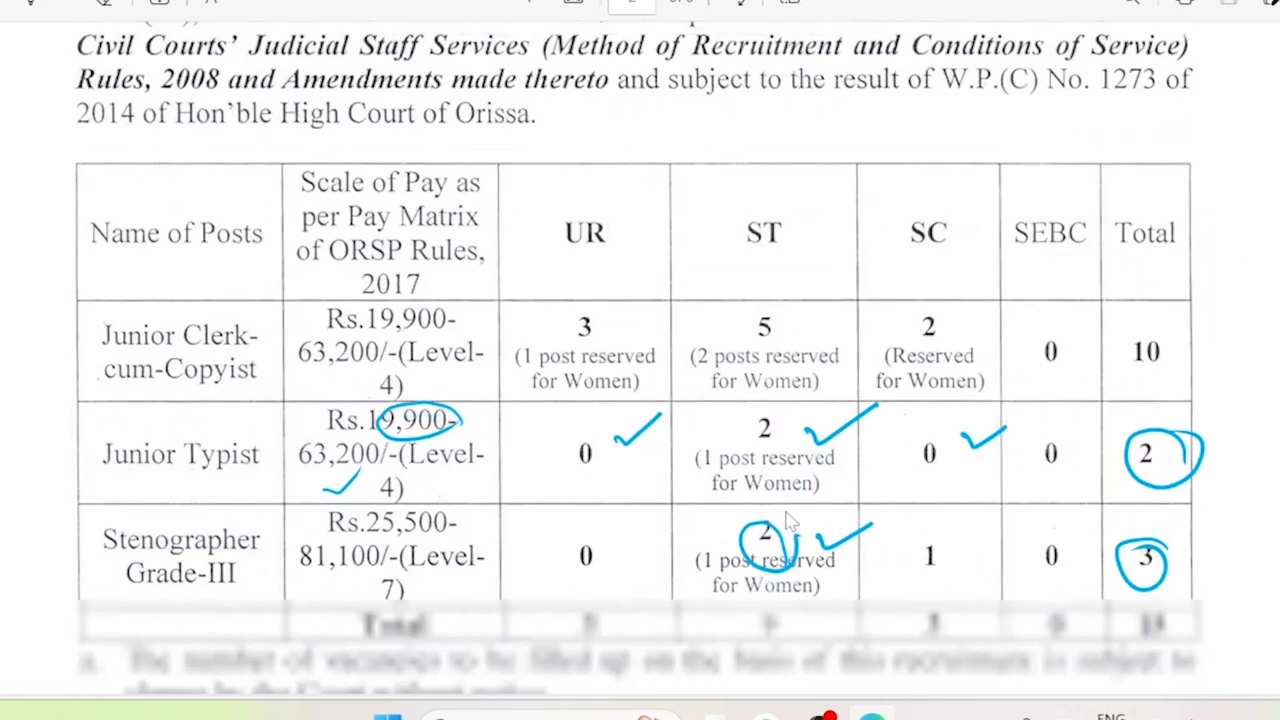 Civil Courts' Judicial Staff Services (Method of Recruitment and Conditions of Service)
Rules, 2008 and Amendments made thereto and subject to the result of W.P.(C) No. 1273 of
2014 of Hon'ble High Court of Orissa.
Name of Posts
Scale of Pay as
per Pay Matrix
of ORSP Rules,
2017
UR
ST
SC
SEBC
Total
Junior Clerk-
cum-Copyist
Rs.19,900-
63,200/-(Level-
4)
3
(1 post reserved
for Women)
5
(2 posts reserved
for Women)
2
(Reserved
for Women)
0
10
Junior Typist
Rs.19,900-
63,200/-(Level-
4)
0
2
(1 post reserved
for Women)
0
0
2
Stenographer
Grade-III
Rs.25,500-
81,100/-(Level-
7)
0
2
(1 post reserved
for Women)
1
0
3
Total
ENG